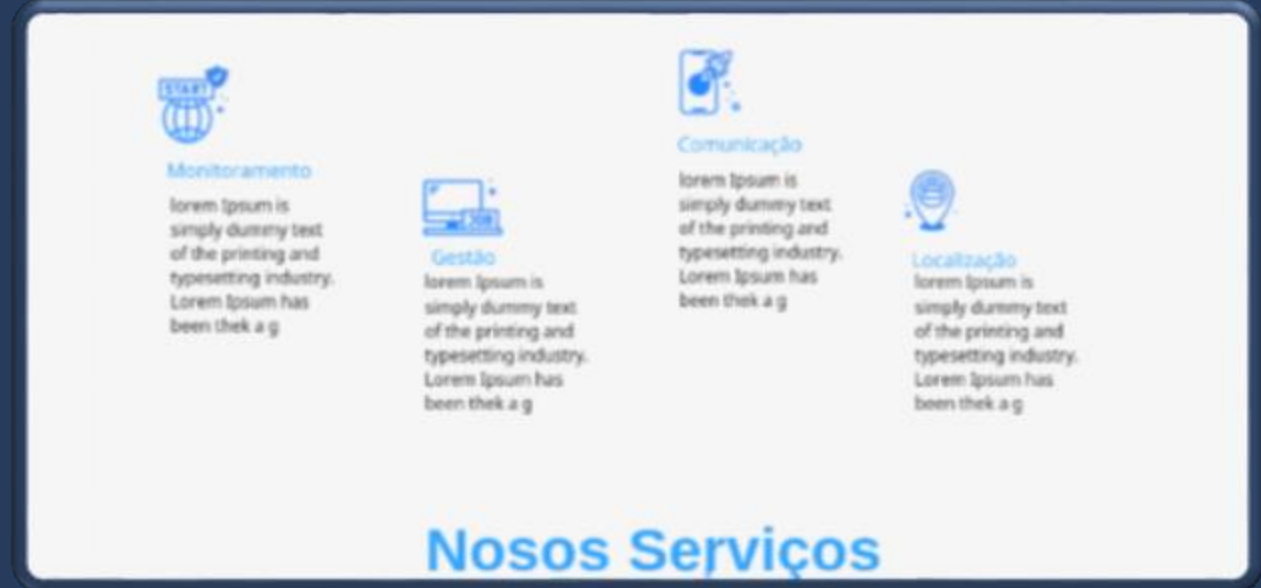 START
Monitoramento
lorem Ipsum is
simply dummy text
of the printing and
typesetting industry.
Lorem Ipsum has
been thek a g
JOB
Gestão
lorem Ipsum is
simply dummy text
of the printing and
typesetting industry.
Lorem Ipsum has
been thek a g
Comunicação
lorem Ipsum is
simply dummy text
of the printing and
typesetting industry.
Lorem Ipsum has
been thek a g
Localização
lorem Ipsum is
simply dummy text
of the printing and
typesetting industry.
Lorem Ipsum has
been thek a g
Nosos Serviços